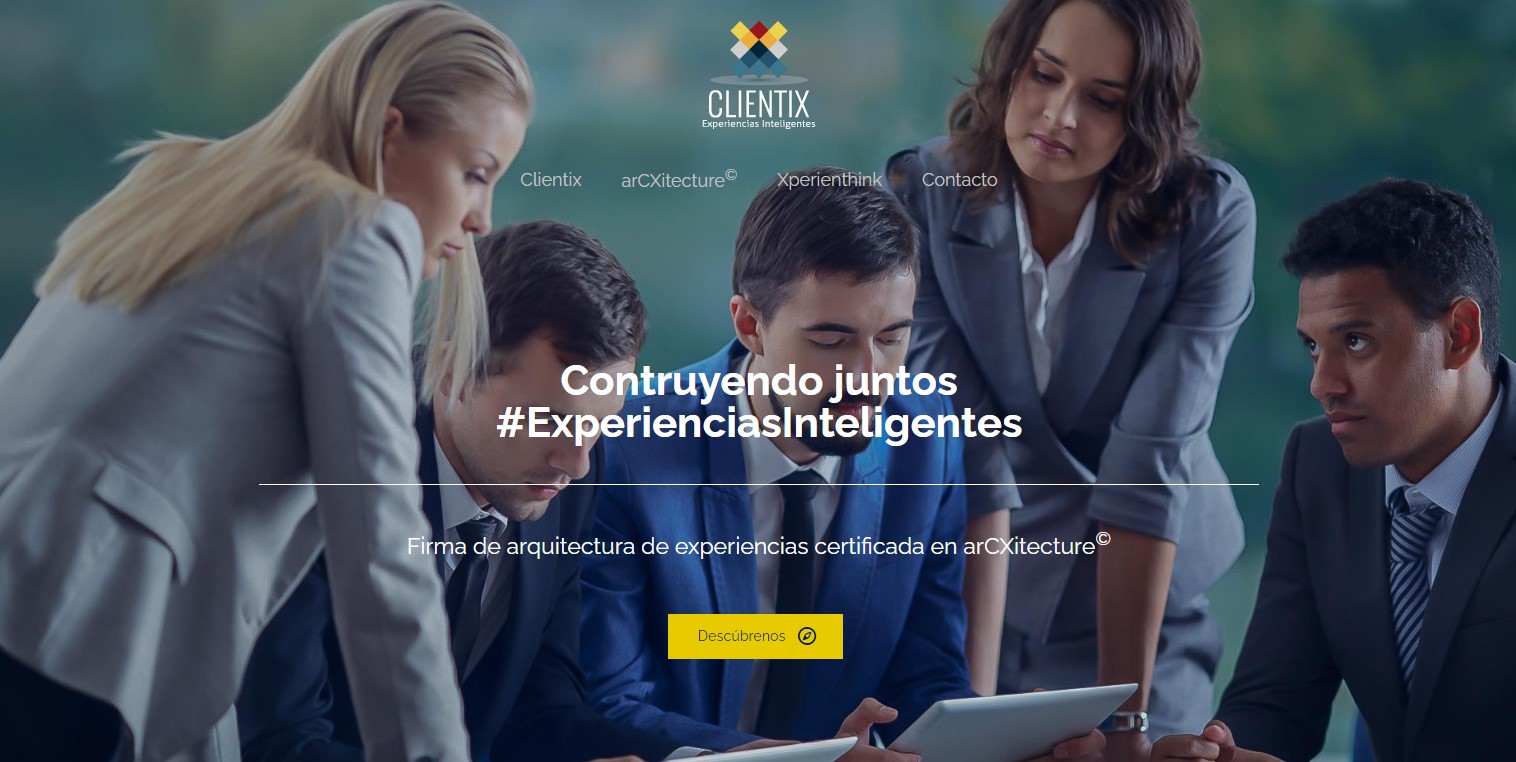 CLIENTIX
Experiencias Inteligentes
Clientix arCXitecture© Xperienthink Contacto
Contruyendo juntos
#ExperienciasInteligentes
Firma de arquitectura de experiencias certificada en arCXitecture©
Descúbrenos